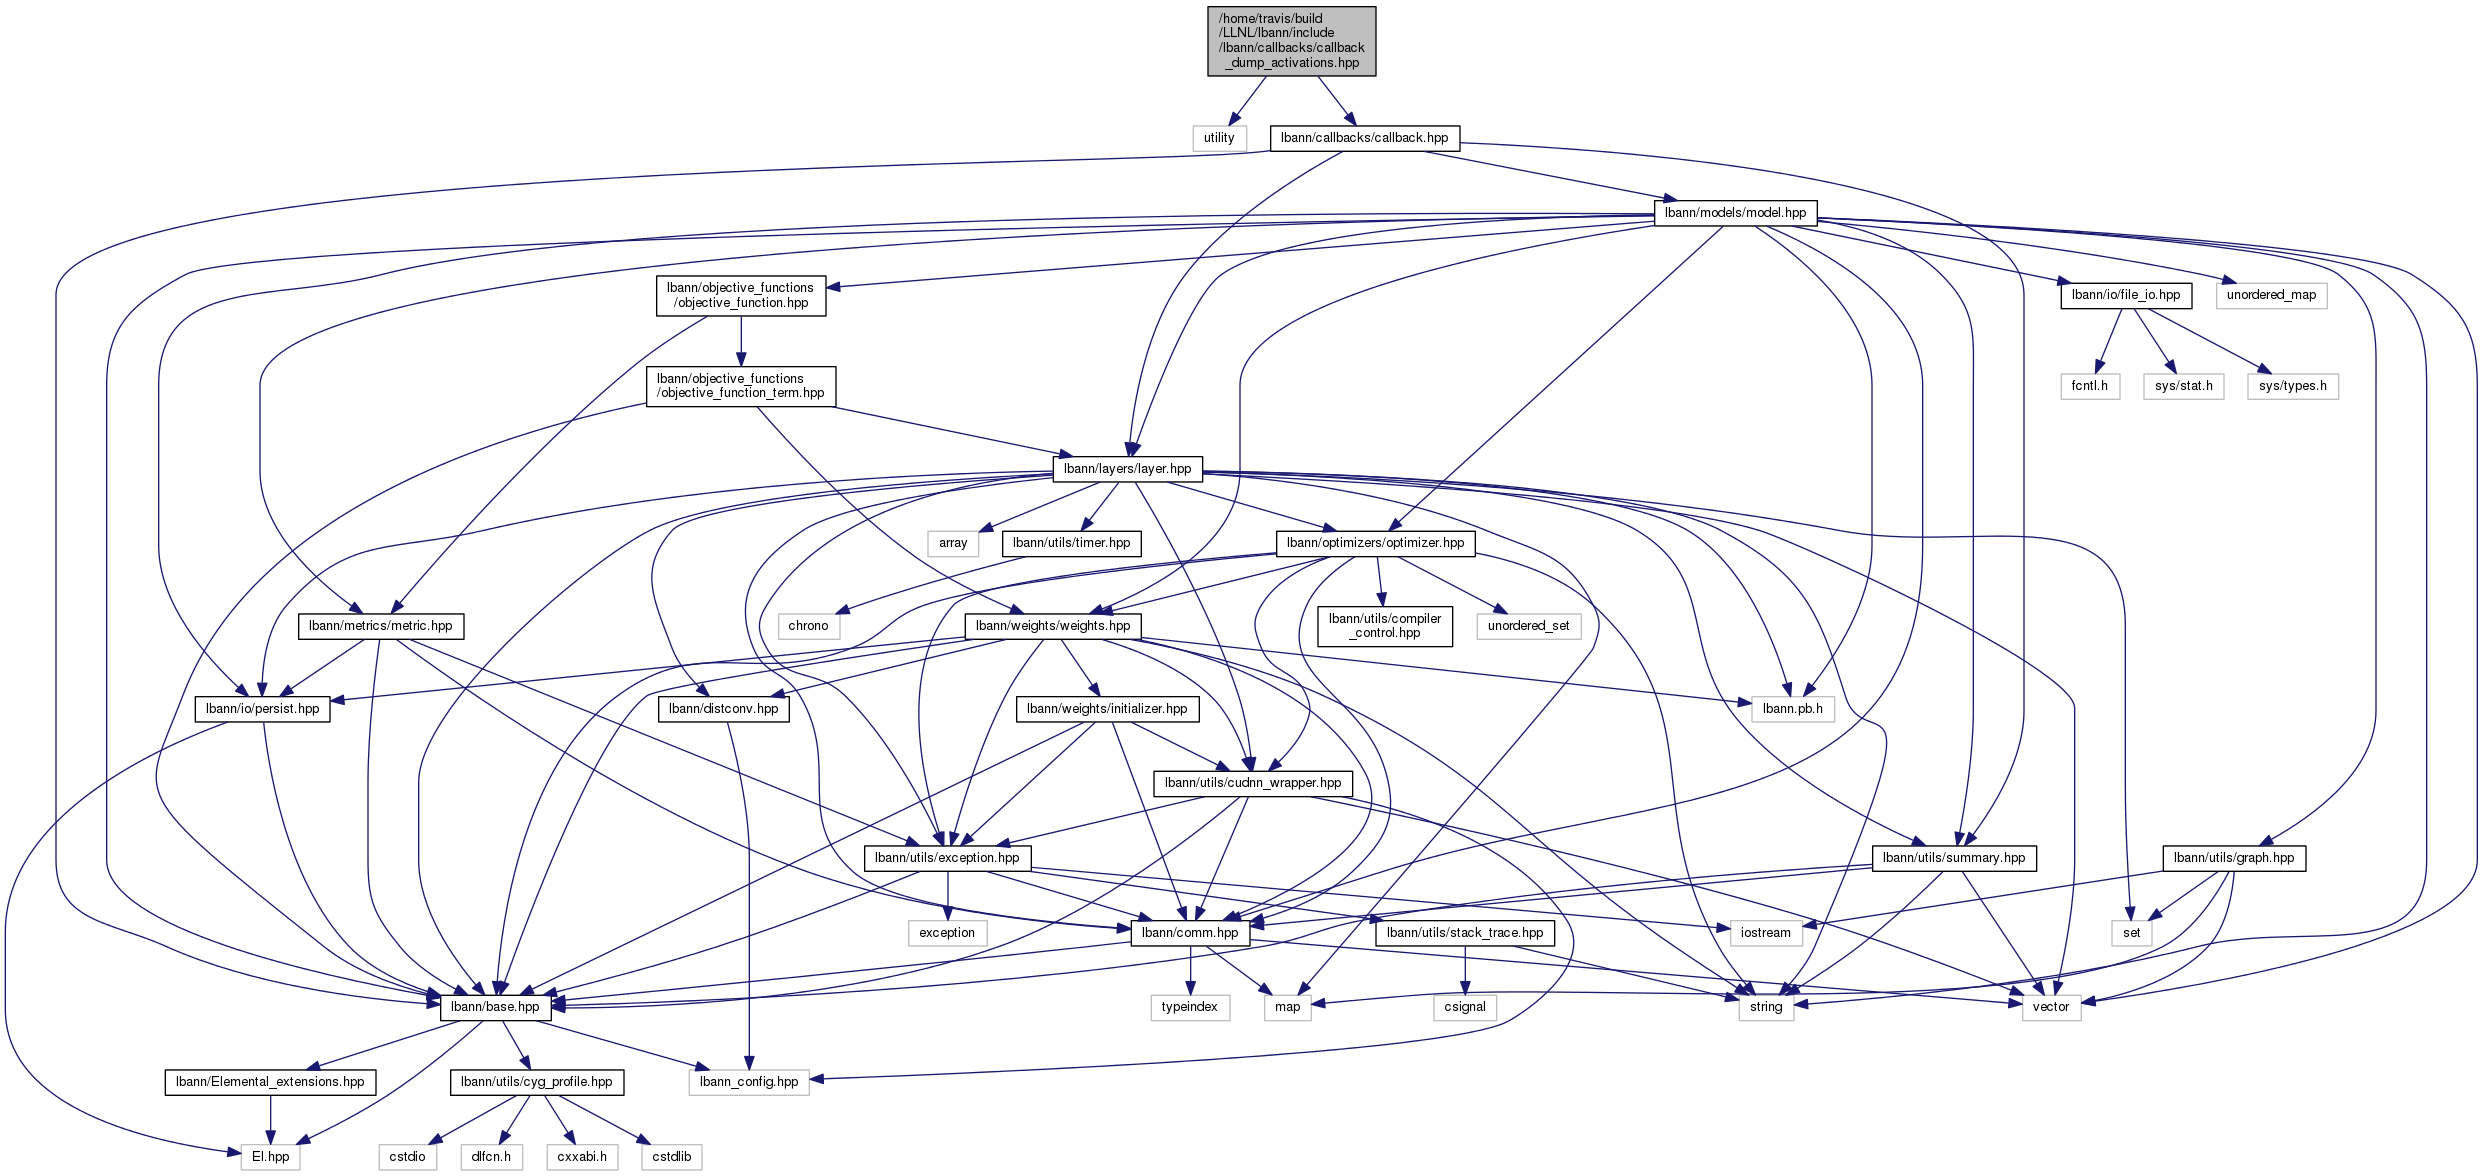 /home/travis/build
/LLNL/lbann/include
/lbann/callbacks/callback
_dump_activations.hpp
utility
lbann/callbacks/callback.hpp
lbann/models/model.hpp
lbann/objective_functions
/objective_function.hpp
lbann/io/file_io.hpp
unordered_map
lbann/objective_functions
/objective_function_term.hpp
fcntl.h
sys/stat.h
sys/types.h
lbann/layers/layer.hpp
array
lbann/utils/timer.hpp
lbann/optimizers/optimizer.hpp
lbann/metrics/metric.hpp
chrono
lbann/weights/weights.hpp
lbann/utils/compiler
_control.hpp
unordered_set
lbann/io/persist.hpp
lbann/distconv.hpp
lbann/weights/initializer.hpp
lbann.pb.h
lbann/utils/cudnn_wrapper.hpp
lbann/utils/exception.hpp
lbann/utils/summary.hpp
lbann/utils/graph.hpp
exception
lbann/comm.hpp
lbann/utils/stack_trace.hpp
iostream
set
lbann/base.hpp
typeindex
map
csignal
string
vector
lbann/Elemental_extensions.hpp
lbann/utils/cyg_profile.hpp
lbann_config.hpp
El.hpp
cstdio
dlfcn.h
cxxabi.h
cstdlib